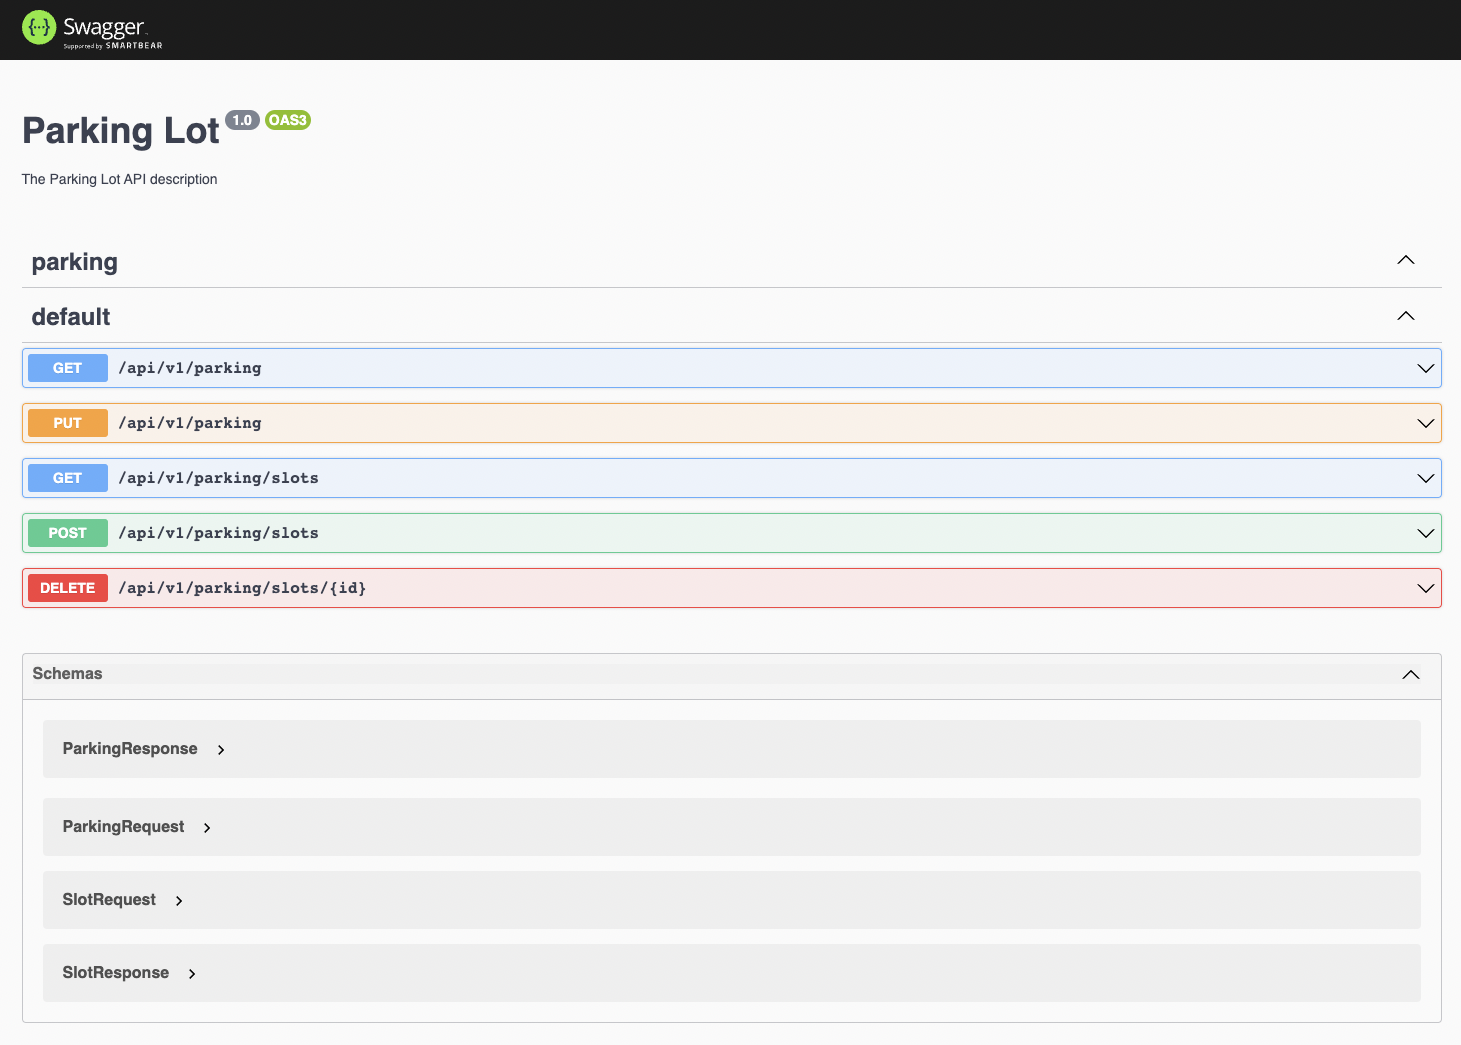 {···} Swagger™
Supported by SMARTBEAR
Parking Lot 1.0 OAS3
The Parking Lot API description
parking
default
GET /api/v1/parking
PUT /api/v1/parking
GET /api/v1/parking/slots
POST /api/v1/parking/slots
DELETE /api/v1/parking/slots/{id}
Schemas
ParkingResponse
ParkingRequest
SlotRequest
SlotResponse